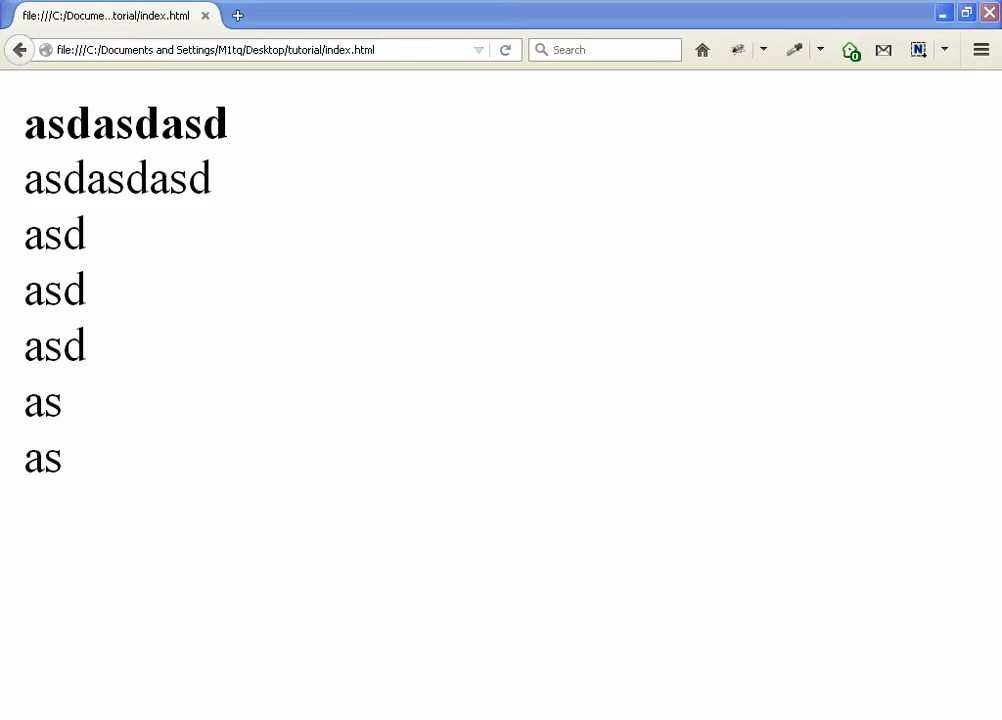 file:///C:/Docume...torial/index.html
file:///C:/Documents and Settings/M1tq/Desktop/tutorial/index.html
Search
0
N
asdasdasd
asdasdasd
asd
asd
asd
as
as